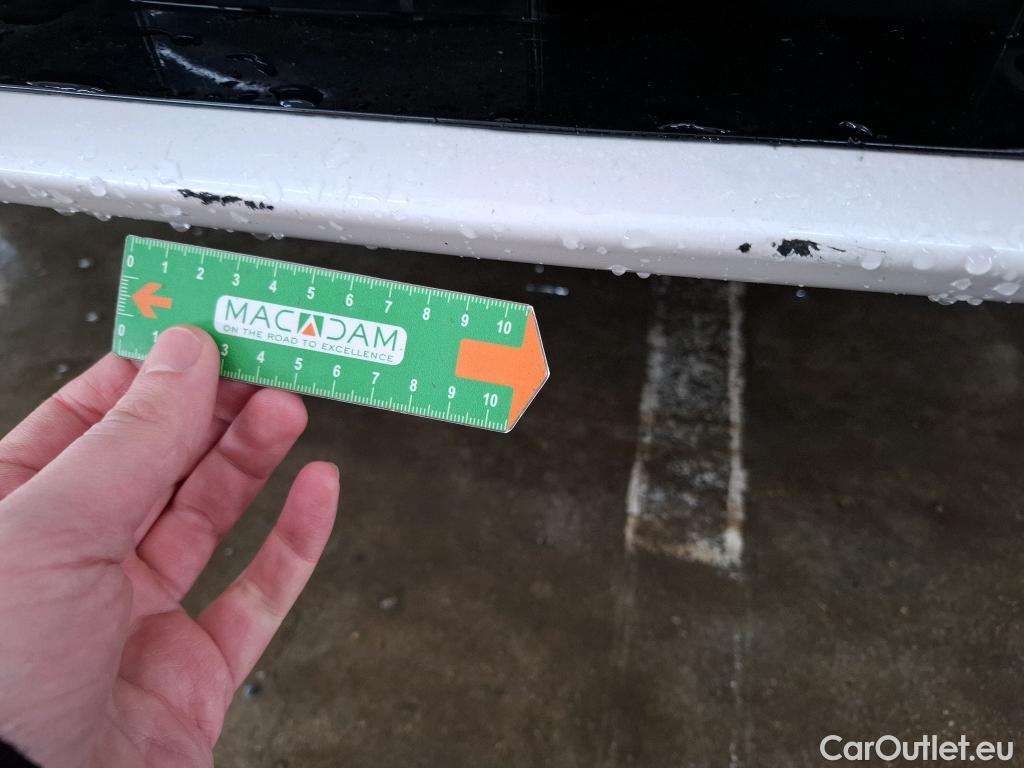 0 1 2 3 4 5 6 7 8 9 10
MACADAM
ON THE ROAD TO EXCELLENCE
0 1 3 4 5 6 7 8 9 10
CarOutlet.eu